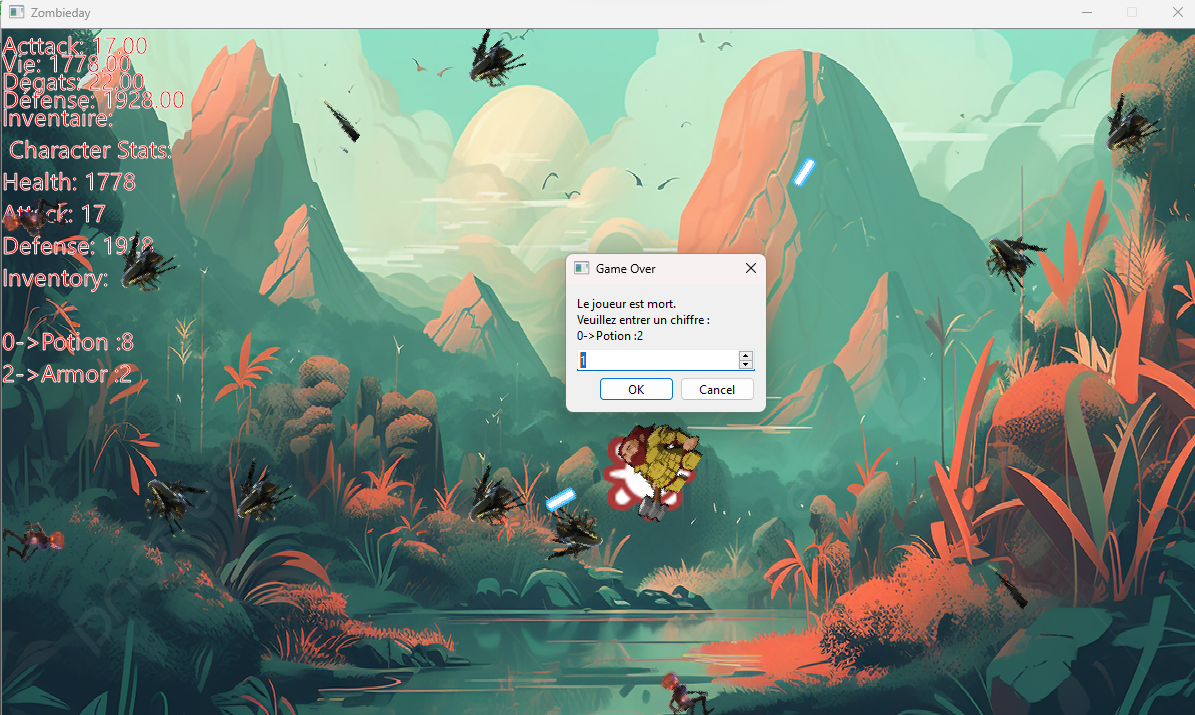 Zombieday
Acttack: 17.00
Vie: 1778.00
Dégats: 22.00
Défense: 1928.00
Inventaire:
Character Stats:
Health: 1778
Attack: 17
Defense: 1928
Inventory:
0->Potion :8
2->Armor :2
Game Over
Le joueur est mort.
Veuillez entrer un chiffre :
0->Potion :2
1
OK
Cancel